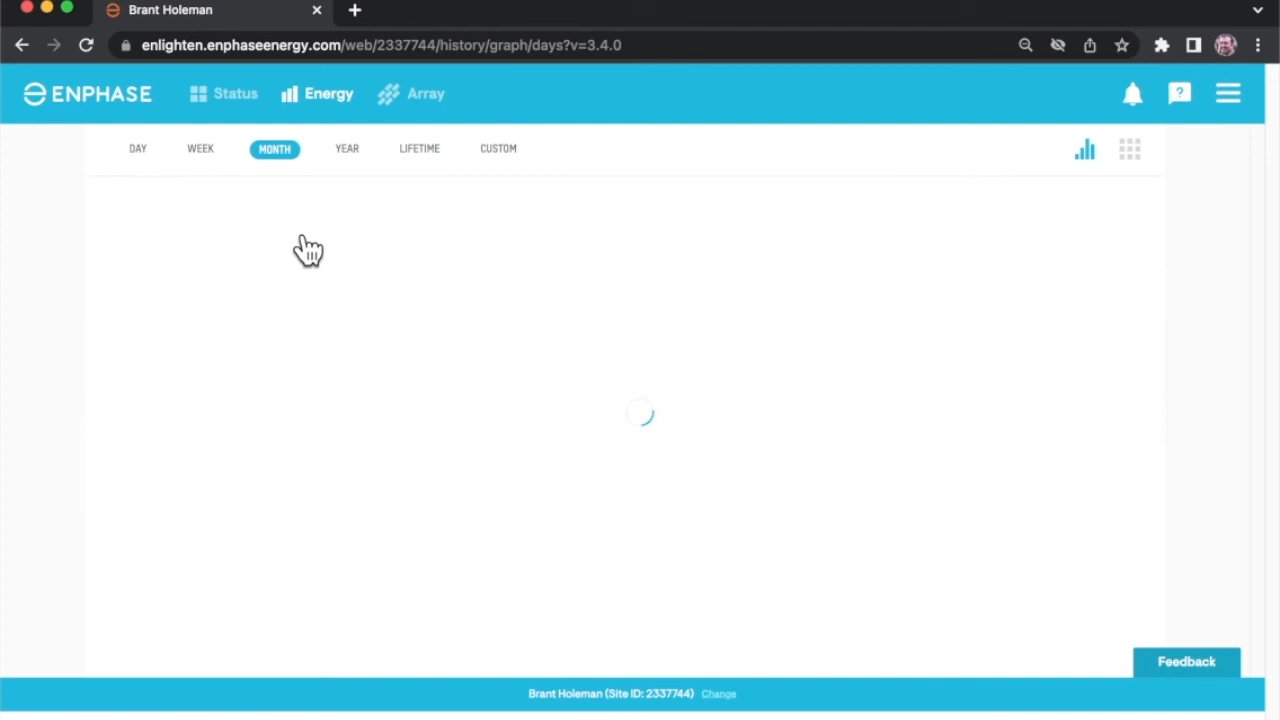 Brant Holeman
enlighten.enphaseenergy.com/web/2337744/history/graph/days?v=3.4.0
ENPHASE Status Energy Array
DAY WEEK MONTH YEAR LIFETIME CUSTOM
Feedback
Brant Holeman (Site ID: 2337744) Change